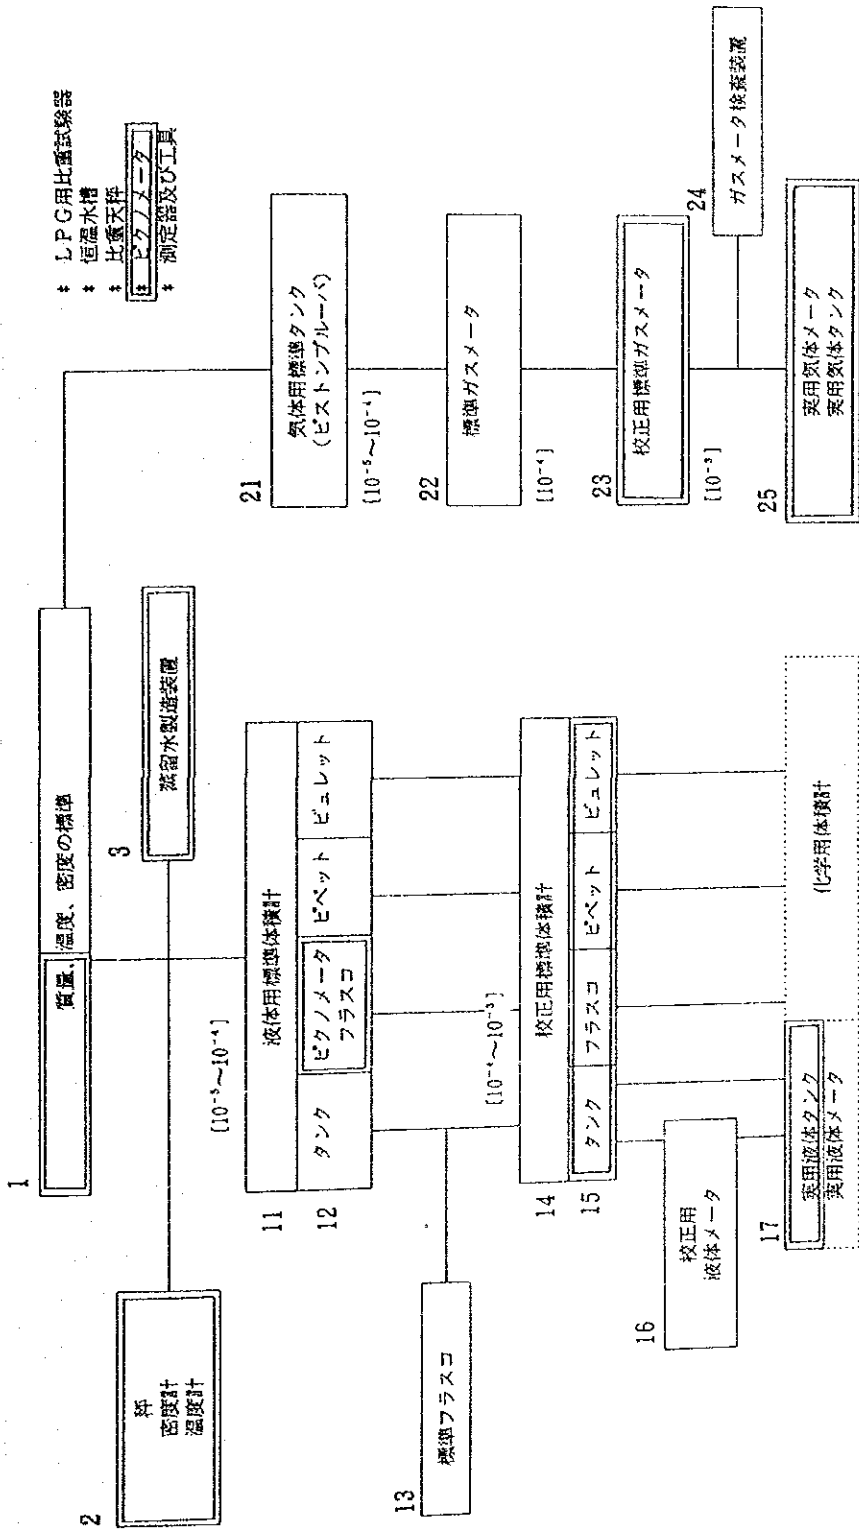 1
質量、温度、密度の標準
2
秤
密度計
温度計
3
蒸留水製造装置
[10⁻⁵～10⁻⁴]
11
液体用標準体積計
12
タンク
ピクノメータ
フラスコ
ピペット
ビュレット
13
標準フラスコ
[10⁻⁴～10⁻³]
14
校正用標準体積計
15
タンク
フラスコ
ピペット
ビュレット
16
校正用
液体メータ
17
実用液体タンク
実用液体メータ
化学用体積計
21
気体用標準タンク
(ピストンプルーバ)
[10⁻⁵～10⁻⁴]
22
標準ガスメータ
[10⁻⁴]
23
校正用標準ガスメータ
[10⁻³]
24
ガスメータ検査装置
25
実用気体メータ
実用気体タンク
* LPG用比重試験器
* 恒温水槽
* 比重天秤
* ピクノメータ
* 測定器及び工具